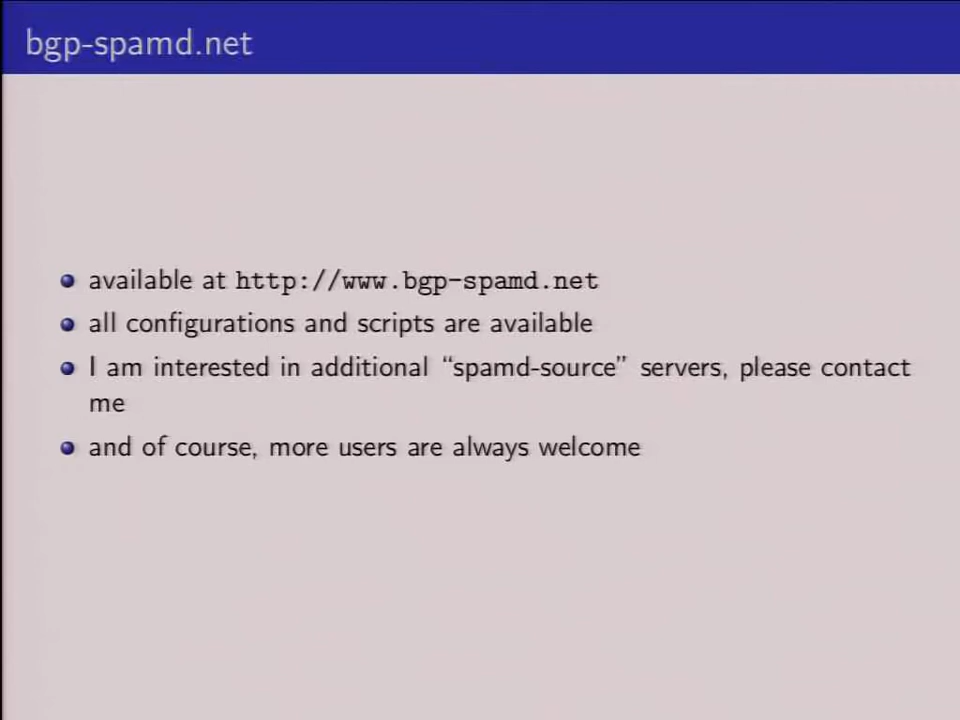 bgp-spamd.net
available at http://www.bgp-spamd.net
all configurations and scripts are available
I am interested in additional “spamd-source” servers, please contact
me
and of course, more users are always welcome